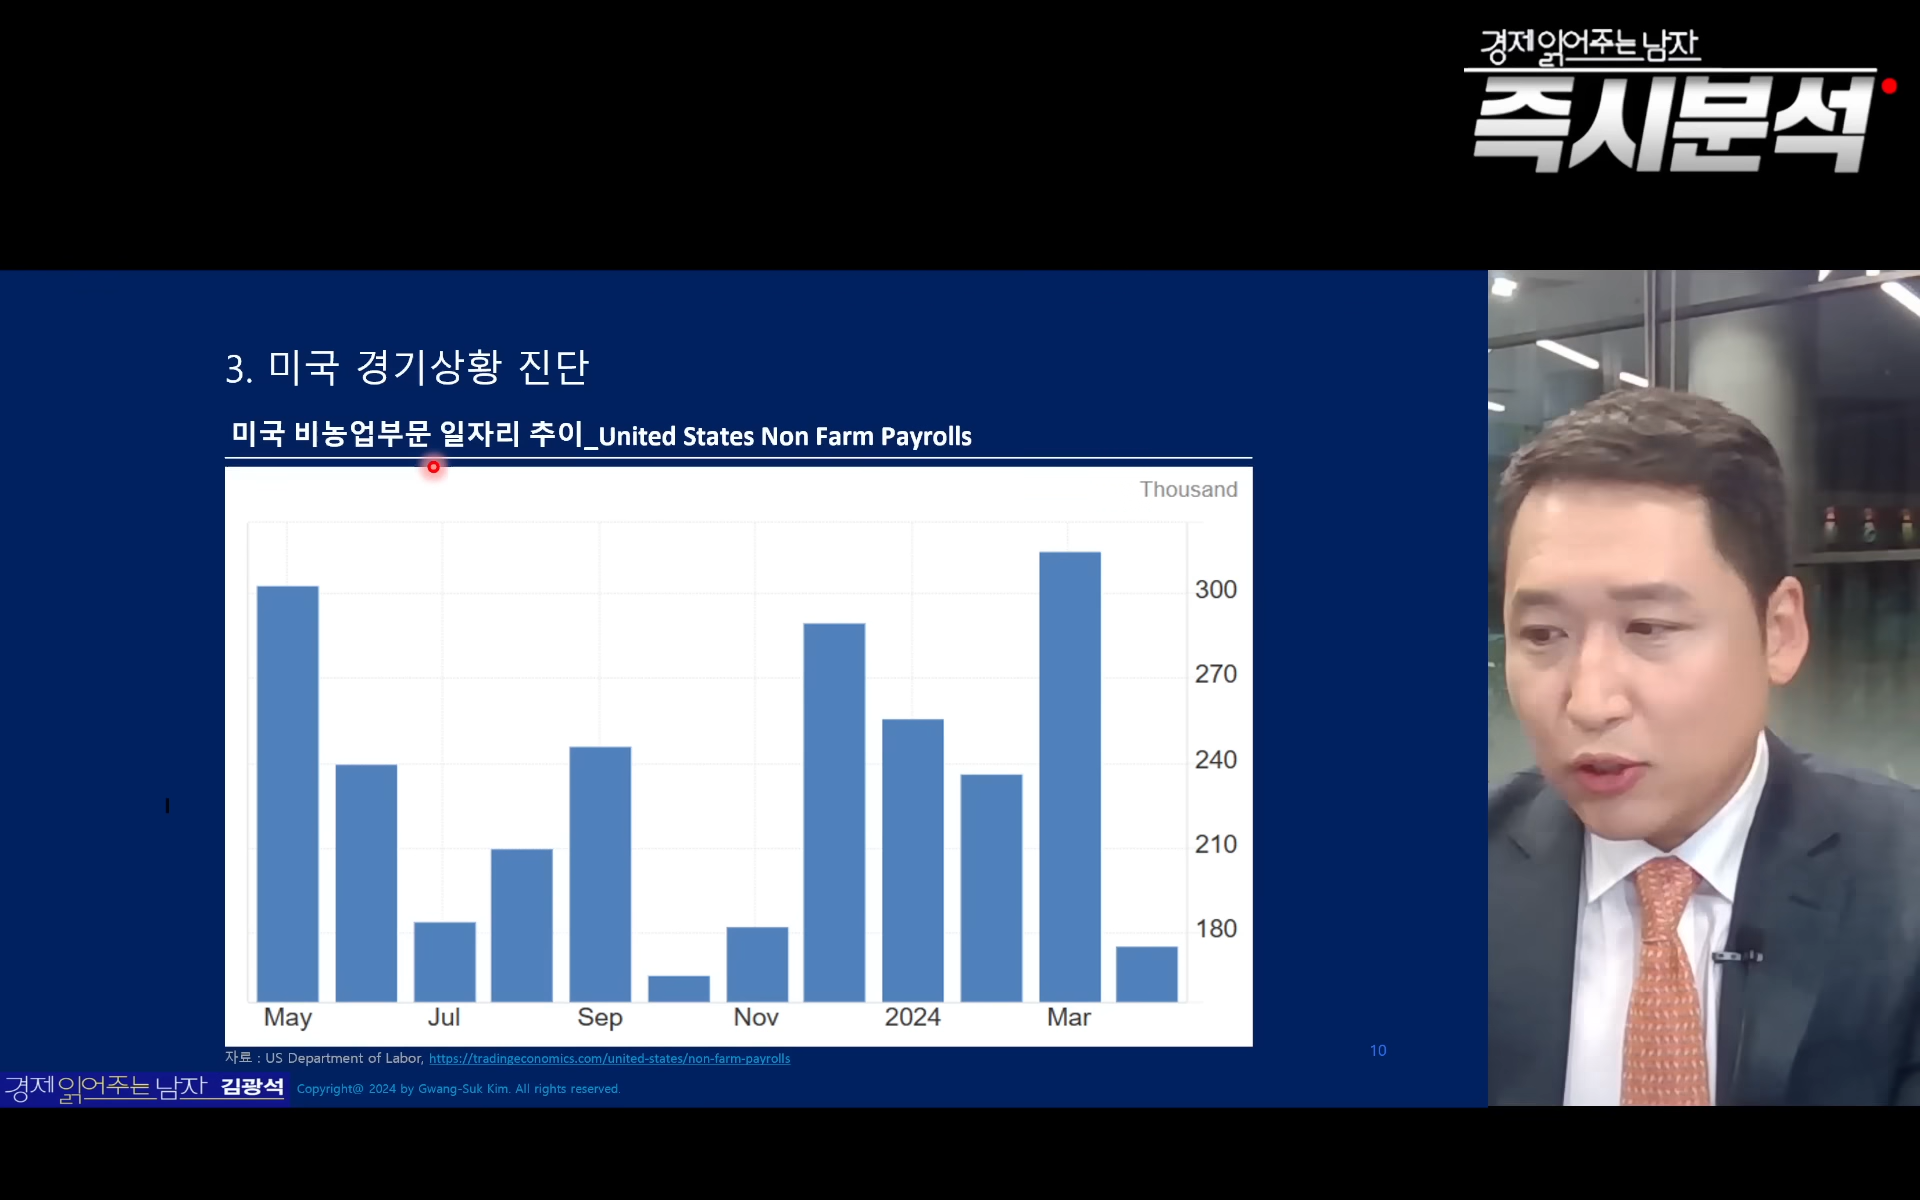 경제읽어주는남자
즉시분석
3. 미국 경기상황 진단
미국 비농업부문 일자리 추이_United States Non Farm Payrolls
Thousand
300
270
240
210
180
May Jul Sep Nov 2024 Mar
자료 : US Department of Labor, https://tradingeconomics.com/united-states/non-farm-payrolls
10
경제읽어주는남자 김광석 Copyright@ 2024 by Gwang-Suk Kim. All rights reserved.